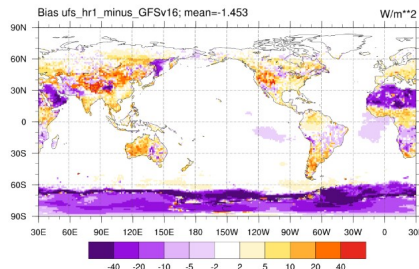 Bias ufs_hr1_minus_GFSv16; mean=-1.453 W/m**2
90N
60N
30N
0
30S
60S
90S
30E 60E 90E 120E 150E 180 150W 120W 90W 60W 30W 0 30E
-40 -20 -10 -5 -2 2 5 10 20 40